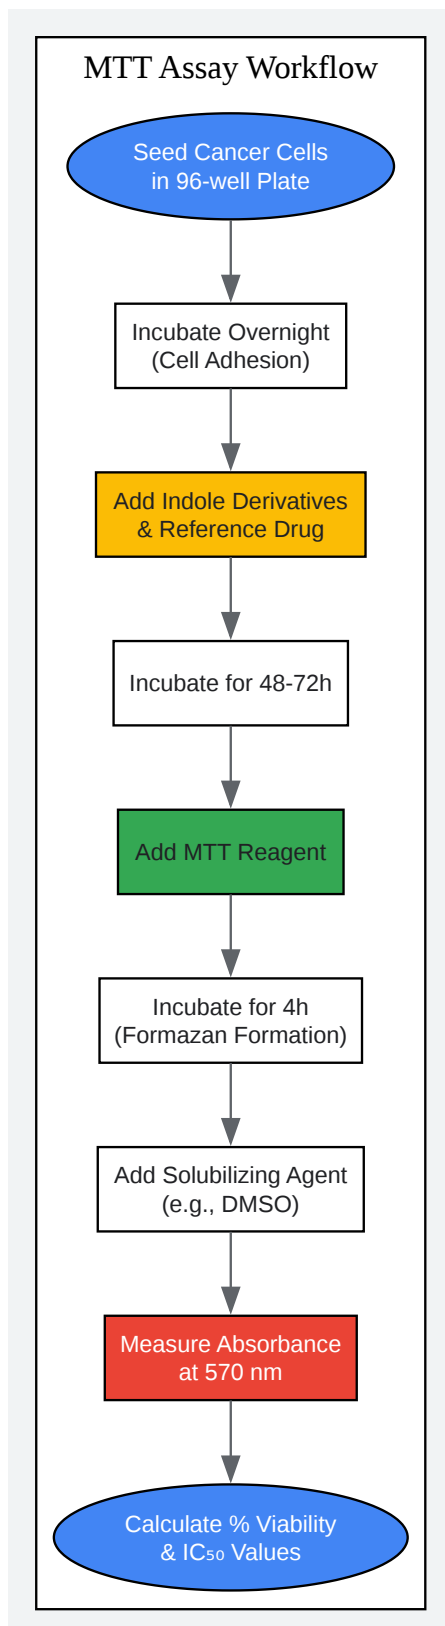 MTT Assay Workflow
Seed Cancer Cells
in 96-well Plate
Incubate Overnight
(Cell Adhesion)
Add Indole Derivatives
& Reference Drug
Incubate for 48-72h
Add MTT Reagent
Incubate for 4h
(Formazan Formation)
Add Solubilizing Agent
(e.g., DMSO)
Measure Absorbance
at 570 nm
Calculate % Viability
& IC₅₀ Values